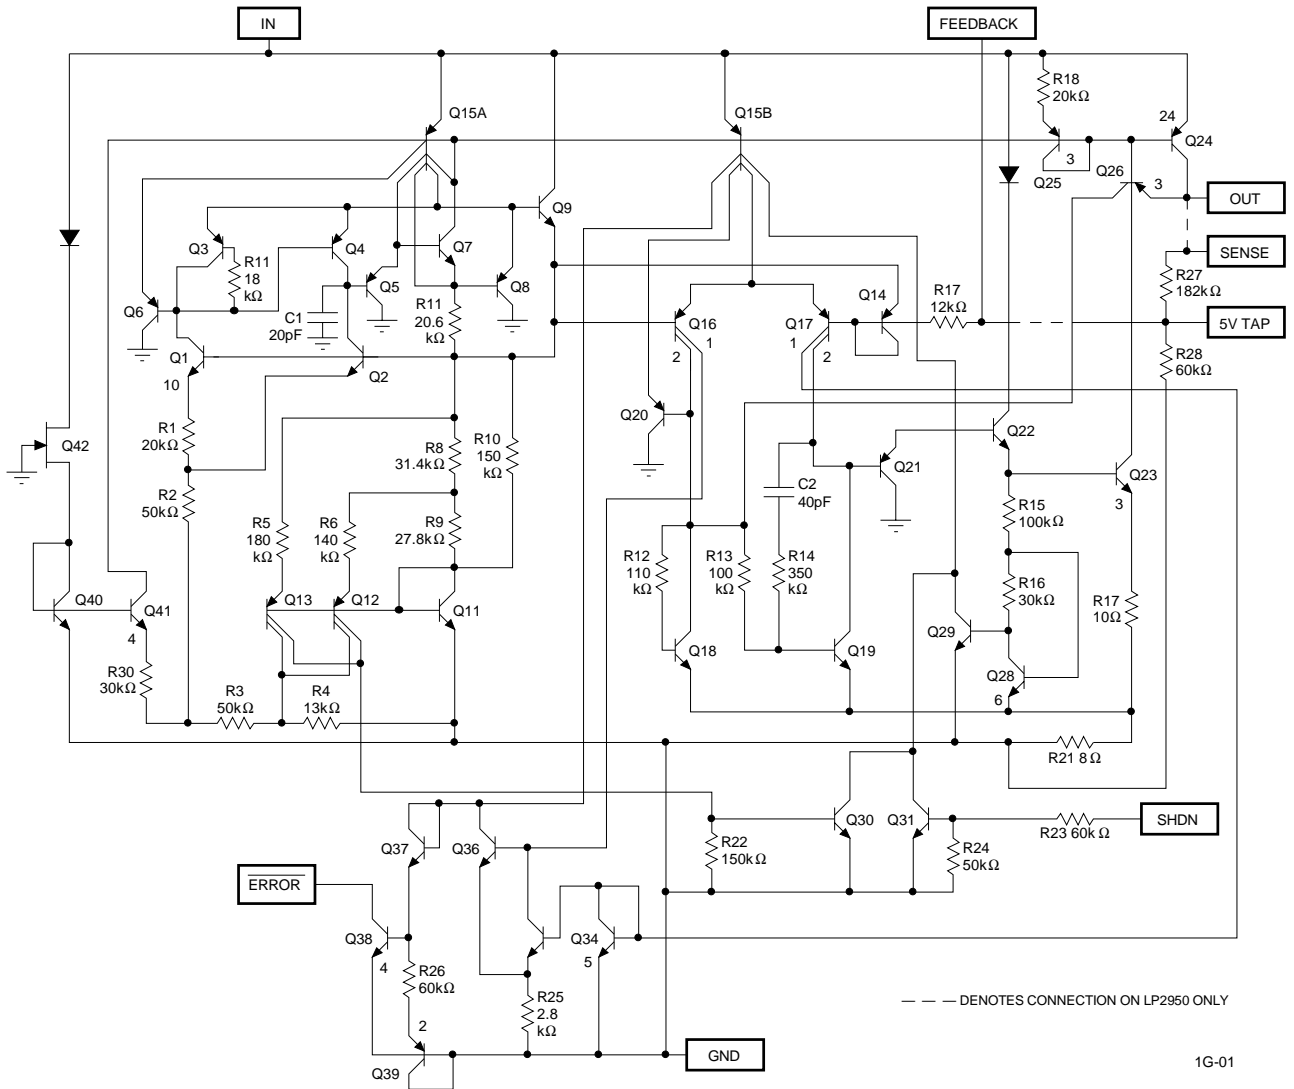 IN
FEEDBACK
R18
20kΩ
Q15A
Q15B
24
Q24
3
Q25
Q26
3
OUT
Q9
Q3
Q4
Q7
R11
18
kΩ
Q5
Q8
SENSE
R27
182kΩ
Q6
C1
20pF
R11
20.6
kΩ
Q16
1
2
Q17
1
2
Q14
R17
12kΩ
5V TAP
R28
60kΩ
Q1
10
Q2
Q20
Q42
R1
20kΩ
R8
31.4kΩ
R10
150
kΩ
Q22
Q21
Q23
3
R2
50kΩ
C2
40pF
R5
180
kΩ
R6
140
kΩ
R9
27.8kΩ
R15
100kΩ
R12
110
kΩ
R13
100
kΩ
R14
350
kΩ
R16
30kΩ
R17
10Ω
Q40
Q41
4
Q13
Q12
Q11
Q29
Q18
Q19
Q28
6
R30
30kΩ
R3
50kΩ
R4
13kΩ
R21 8Ω
Q30
Q31
R23 60kΩ
SHDN
Q37
Q36
R22
150kΩ
R24
50kΩ
ERROR
Q38
4
Q34
5
R26
60kΩ
R25
2.8
kΩ
DENOTES CONNECTION ON LP2950 ONLY
2
Q39
GND
1G-01